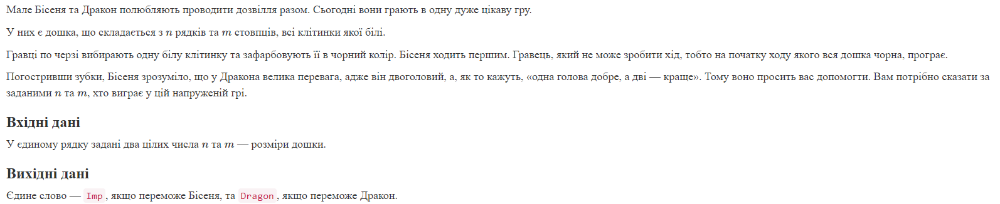 Мале Бісеня та Дракон полюбляють проводити дозвілля разом. Сьогодні вони грають в одну дуже цікаву гру.
У них є дошка, що складається з n рядків та m стовпців, всі клітинки якої білі.
Гравці по черзі вибирають одну білу клітинку та зафарбовують її в чорний колір. Бісеня ходить першим. Гравець, який не може зробити хід, тобто на початку ходу якого вся дошка чорна, програє.
Погостривши зубки, Бісеня зрозуміло, що у Дракона велика перевага, адже він двоголовий, а, як то кажуть, «одна голова добре, а дві — краще». Тому воно просить вас допомогти. Вам потрібно сказати за
заданими n та m, хто виграє у цій напруженій грі.
Вхідні дані
У єдиному рядку задані два цілих числа n та m — розміри дошки.
Вихідні дані
Єдине слово — Imp, якщо переможе Бісеня, та Dragon, якщо переможе Дракон.